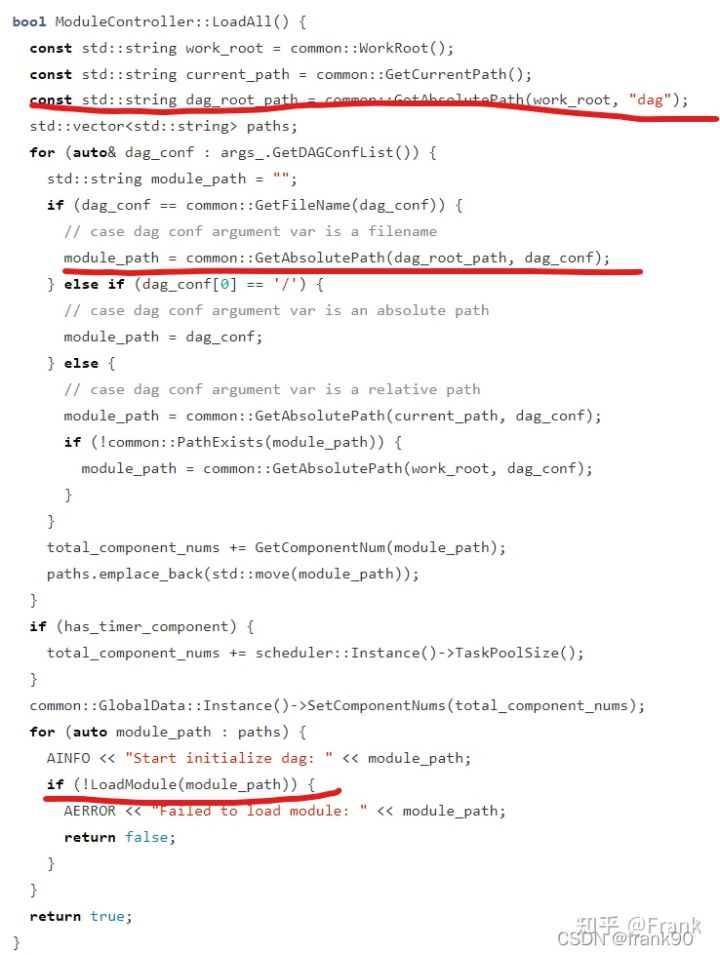 bool ModuleController::LoadAll() {
  const std::string work_root = common::WorkRoot();
  const std::string current_path = common::GetCurrentPath();
  const std::string dag_root_path = common::GetAbsolutePath(work_root, "dag");
  std::vector<std::string> paths;
  for (auto& dag_conf : args_.GetDAGConfList()) {
    std::string module_path = "";
    if (dag_conf == common::GetFileName(dag_conf)) {
      // case dag conf argument var is a filename
      module_path = common::GetAbsolutePath(dag_root_path, dag_conf);
    } else if (dag_conf[0] == '/') {
      // case dag conf argument var is an absolute path
      module_path = dag_conf;
    } else {
      // case dag conf argument var is a relative path
      module_path = common::GetAbsolutePath(current_path, dag_conf);
      if (!common::PathExists(module_path)) {
        module_path = common::GetAbsolutePath(work_root, dag_conf);
      }
    }
    total_component_nums += GetComponentNum(module_path);
    paths.emplace_back(std::move(module_path));
  }
  if (has_timer_component) {
    total_component_nums += scheduler::Instance()->TaskPoolSize();
  }
  common::GlobalData::Instance()->SetComponentNums(total_component_nums);
  for (auto module_path : paths) {
    AINFO << "Start initialize dag: " << module_path;
    if (!LoadModule(module_path)) {
      AERROR << "Failed to load module: " << module_path;
      return false;
    }
  }
  return true;
}
知乎 @Frank
CSDN @frank90